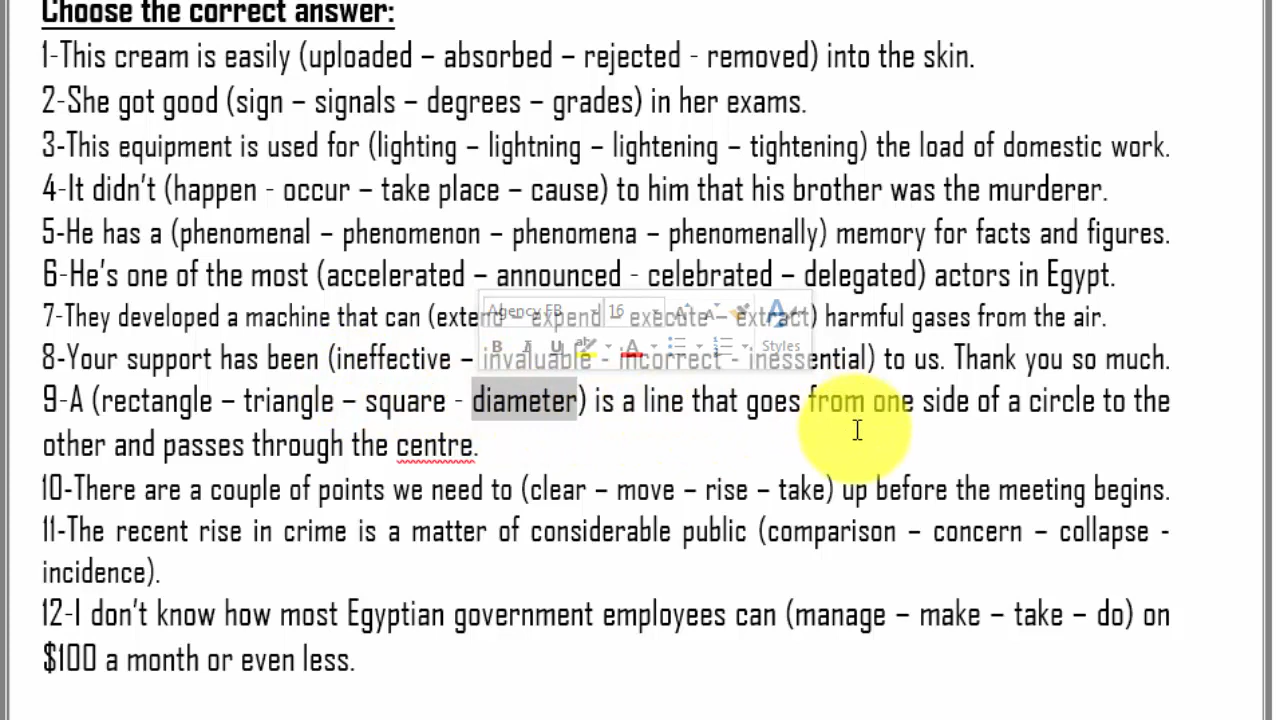 Choose the correct answer:
1-This cream is easily (uploaded – absorbed – rejected - removed) into the skin.
2-She got good (sign – signals – degrees – grades) in her exams.
3-This equipment is used for (lighting – lightning – lightening – tightening) the load of domestic work.
4-It didn't (happen - occur – take place – cause) to him that his brother was the murderer.
5-He has a (phenomenal – phenomenon – phenomena – phenomenally) memory for facts and figures.
6-He's one of the most (accelerated – announced - celebrated – delegated) actors in Egypt.
Agency FB 16
7-They developed a machine that can (extend – expend – execute – extract) harmful gases from the air.
B I U Styles
8-Your support has been (ineffective – invaluable - incorrect - inessential) to us. Thank you so much.
9-A (rectangle – triangle – square - diameter) is a line that goes from one side of a circle to the
other and passes through the centre.
10-There are a couple of points we need to (clear – move – rise – take) up before the meeting begins.
11-The recent rise in crime is a matter of considerable public (comparison – concern – collapse -
incidence).
12-I don't know how most Egyptian government employees can (manage – make – take – do) on
$100 a month or even less.